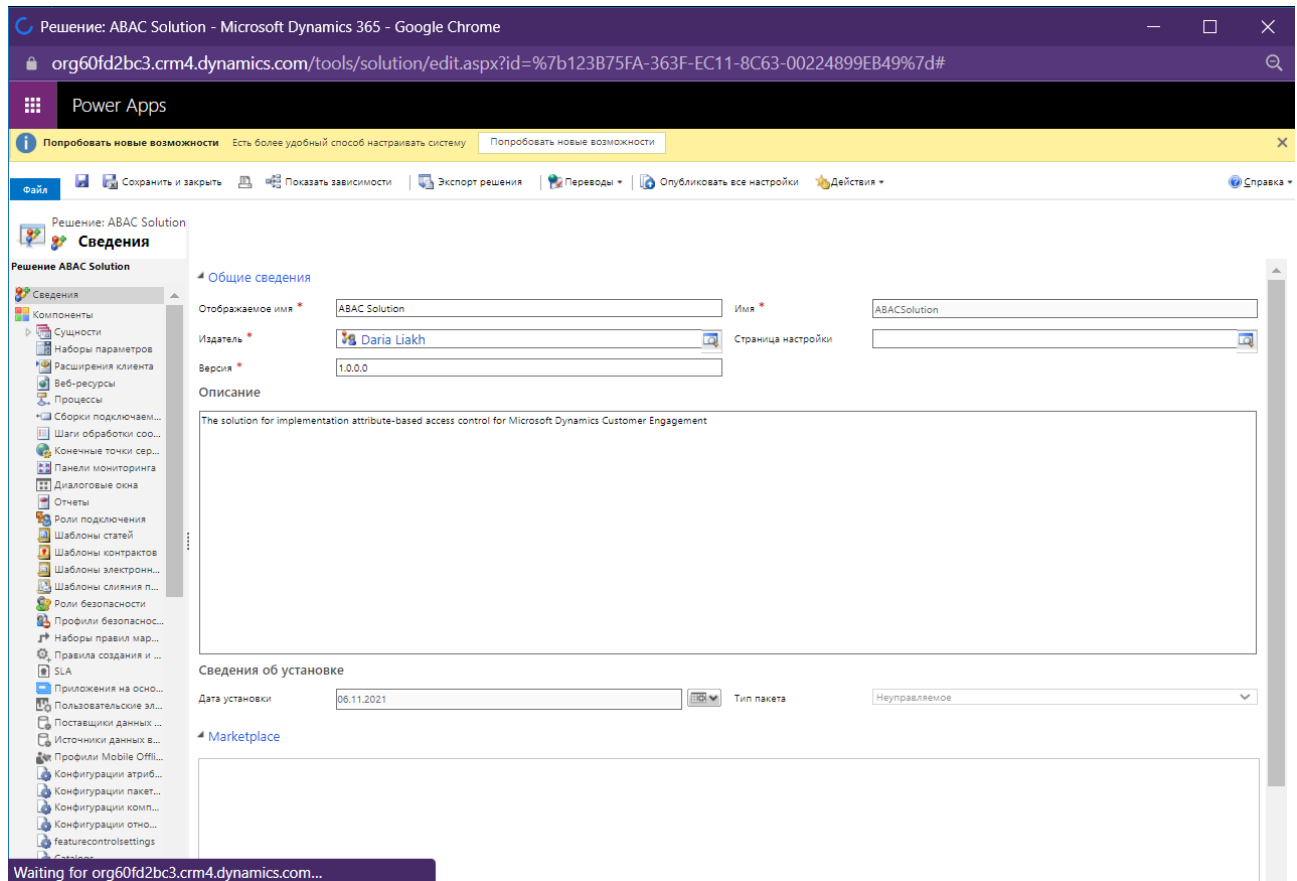 Решение: ABAC Solution - Microsoft Dynamics 365 - Google Chrome
org60fd2bc3.crm4.dynamics.com/tools/solution/edit.aspx?id=%7b123B75FA-363F-EC11-8C63-00224899EB49%7d#
Power Apps
Попробовать новые возможности Есть более удобный способ настраивать систему Попробовать новые возможности
Файл Сохранить и закрыть Показать зависимости Экспорт решения Переводы Опубликовать все настройки Действия Справка
Решение: ABAC Solution
Сведения
Решение ABAC Solution
Сведения
Компоненты
Сущности
Наборы параметров
Расширения клиента
Веб-ресурсы
Процессы
Сборки подключаем...
Шаги обработки соо...
Конечные точки сер...
Панели мониторинга
Диалоговые окна
Отчеты
Роли подключения
Шаблоны статей
Шаблоны контрактов
Шаблоны электронн...
Шаблоны слияния п...
Роли безопасности
Профили безопаснос...
Наборы правил мар...
Правила создания и ...
SLA
Приложения на осно...
Пользовательские эл...
Поставщики данных ...
Источники данных в...
Профили Mobile Offli...
Конфигурации атриб...
Конфигурации пакет...
Конфигурации комп...
Конфигурации отно...
featurecontrolsettings
Catalogs
Общие сведения
Отображаемое имя * ABAC Solution Имя * ABACSolution
Издатель * Daria Liakh Страница настройки
Версия * 1.0.0.0
Описание
The solution for implementation attribute-based access control for Microsoft Dynamics Customer Engagement
Сведения об установке
Дата установки 06.11.2021 Тип пакета Неуправляемое
Marketplace
Waiting for org60fd2bc3.crm4.dynamics.com...